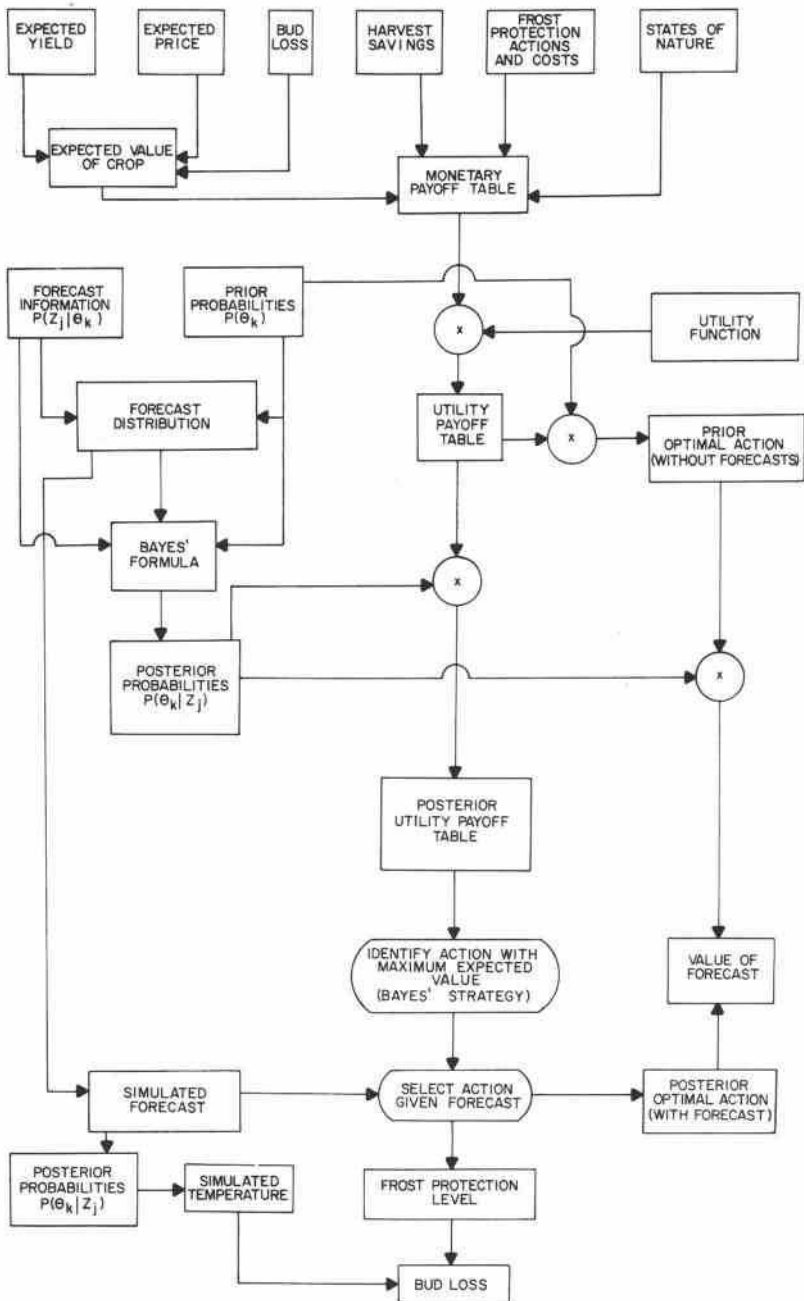 EXPECTED
YIELD
EXPECTED
PRICE
BUD
LOSS
HARVEST
SAVINGS
FROST
PROTECTION
ACTIONS
AND COSTS
STATES OF
NATURE
EXPECTED VALUE
OF CROP
MONETARY
PAYOFF TABLE
FORECAST
INFORMATION
P(Zj|Θk)
PRIOR
PROBABILITIES
P(Θk)
X
UTILITY
FUNCTION
FORECAST
DISTRIBUTION
UTILITY
PAYOFF
TABLE
X
PRIOR
OPTIMAL ACTION
(WITHOUT FORECASTS)
BAYES'
FORMULA
X
POSTERIOR
PROBABILITIES
P(Θk|Zj)
X
POSTERIOR
UTILITY PAYOFF
TABLE
IDENTIFY ACTION WITH
MAXIMUM EXPECTED
VALUE
(BAYES' STRATEGY)
VALUE OF
FORECAST
SIMULATED
FORECAST
SELECT ACTION
GIVEN FORECAST
POSTERIOR
OPTIMAL ACTION
(WITH FORECAST)
POSTERIOR
PROBABILITIES
P(Θk|Zj)
SIMULATED
TEMPERATURE
FROST PROTECTION
LEVEL
BUD LOSS